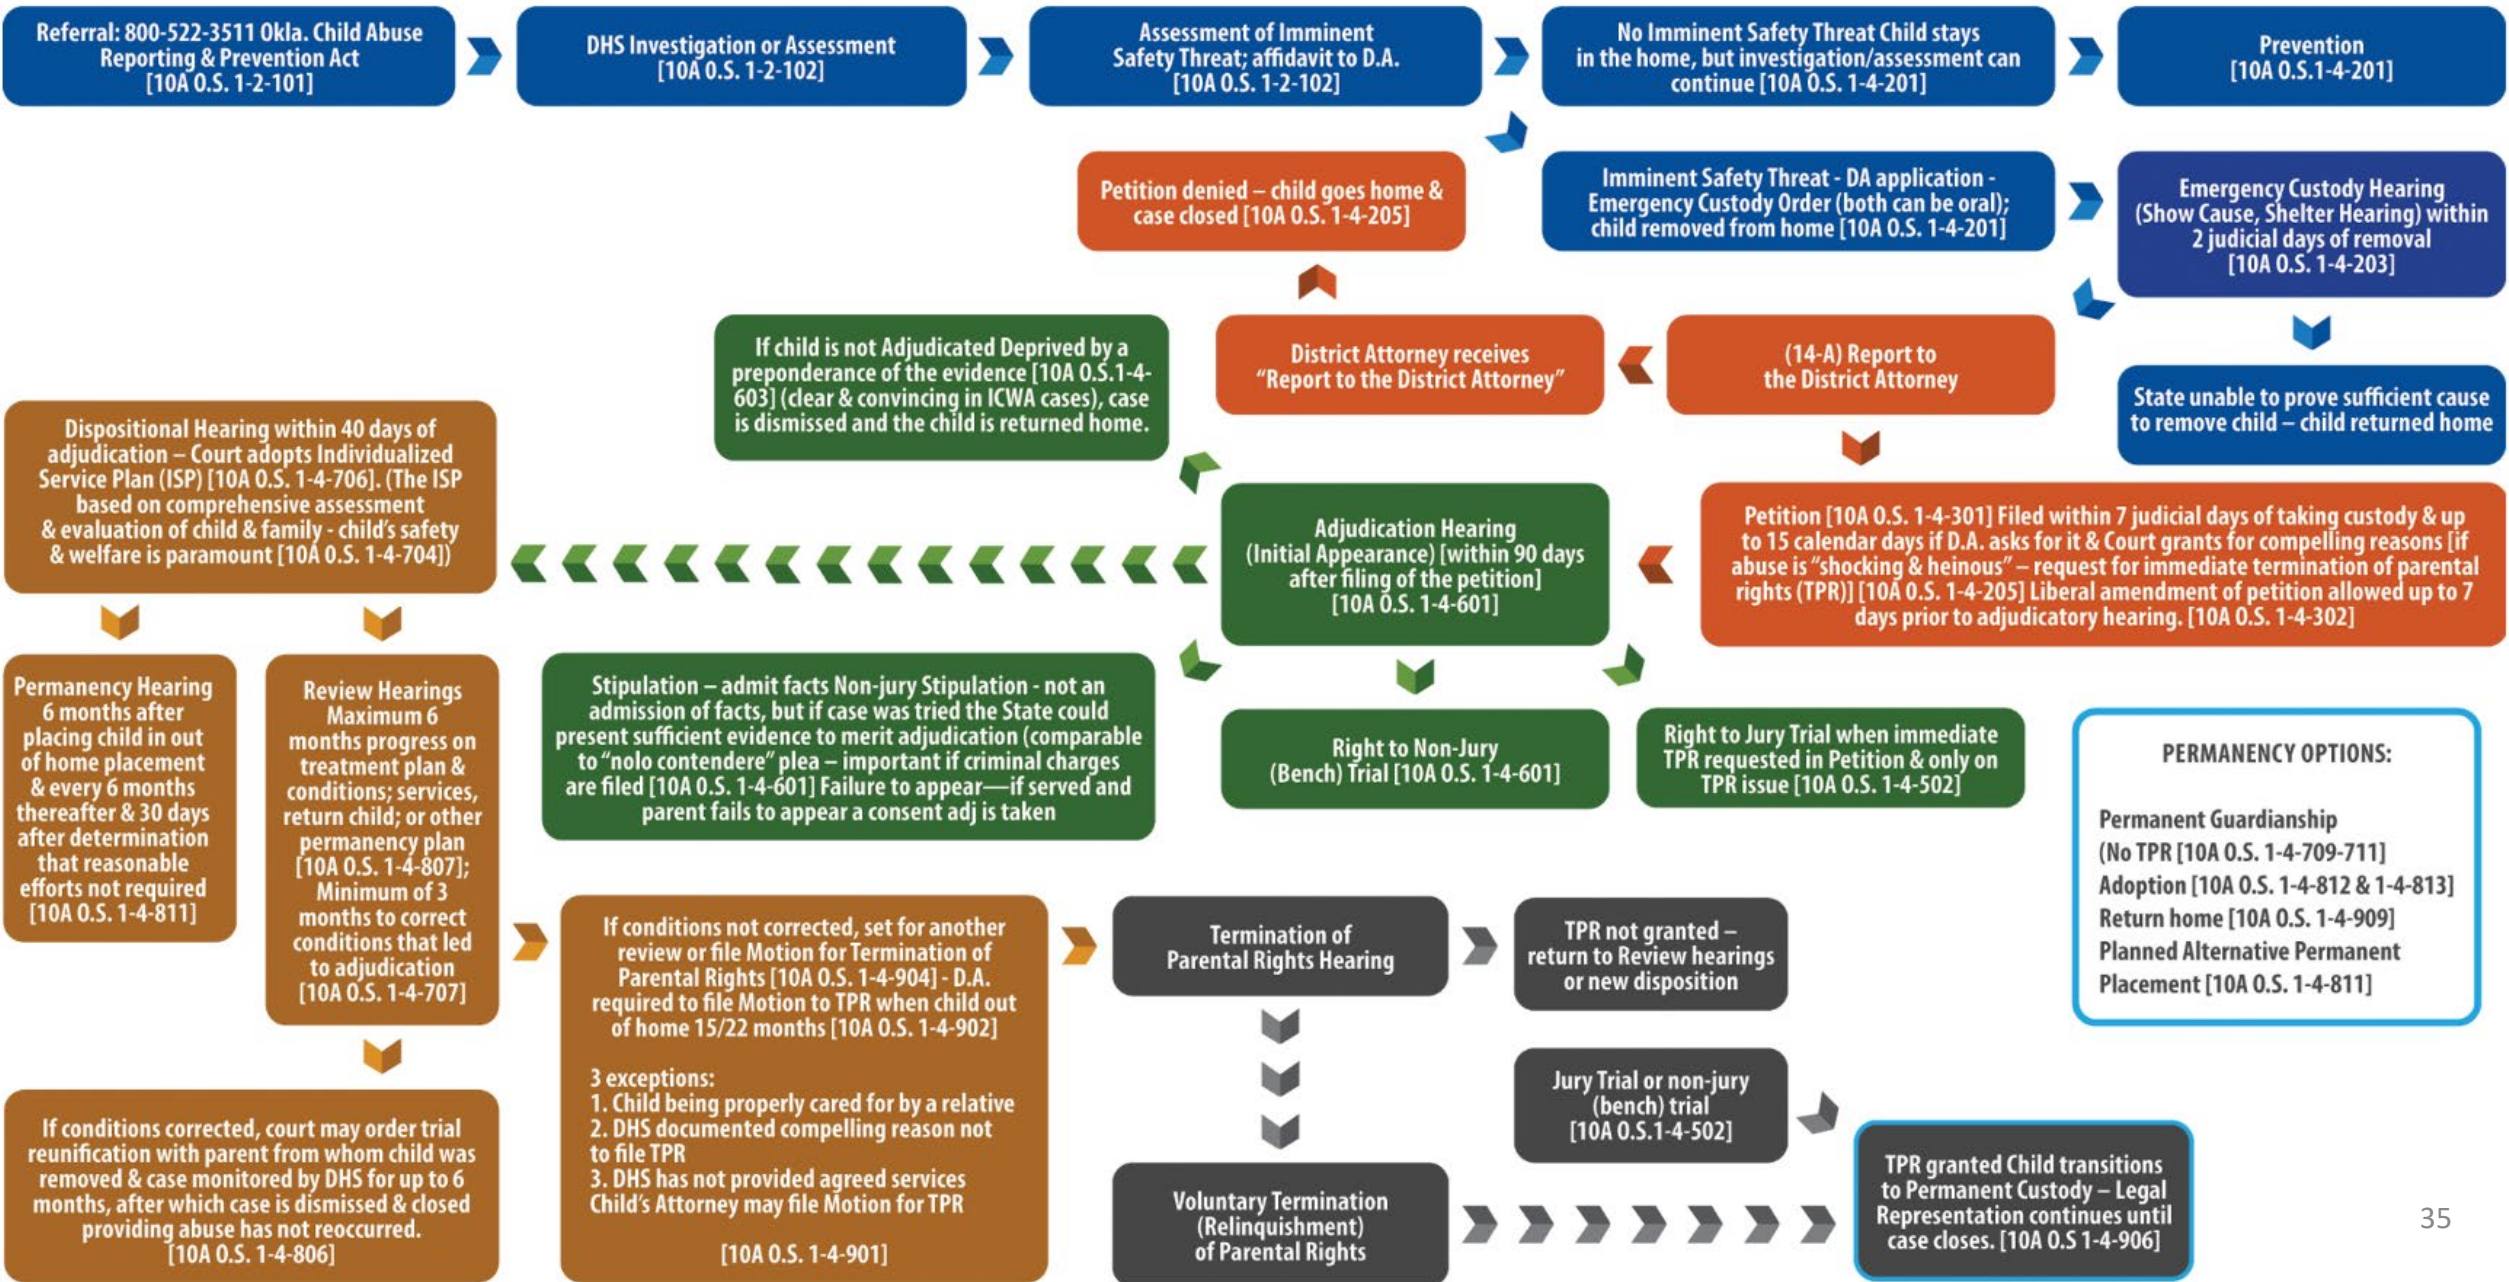 Referral: 800-522-3511 Okla. Child Abuse
Reporting & Prevention Act
[10A O.S. 1-2-101]
DHS Investigation or Assessment
[10A O.S. 1-2-102]
Assessment of Imminent
Safety Threat; affidavit to D.A.
[10A O.S. 1-2-102]
No Imminent Safety Threat Child stays
in the home, but investigation/assessment can
continue [10A O.S. 1-4-201]
Prevention
[10A O.S.1-4-201]
Petition denied – child goes home &
case closed [10A O.S. 1-4-205]
Imminent Safety Threat - DA application -
Emergency Custody Order (both can be oral);
child removed from home [10A O.S. 1-4-201]
Emergency Custody Hearing
(Show Cause, Shelter Hearing) within
2 judicial days of removal
[10A O.S. 1-4-203]
If child is not Adjudicated Deprived by a
preponderance of the evidence [10A O.S.1-4-
603] (clear & convincing in ICWA cases), case
is dismissed and the child is returned home.
District Attorney receives
“Report to the District Attorney”
(14-A) Report to
the District Attorney
State unable to prove sufficient cause
to remove child – child returned home
Dispositional Hearing within 40 days of
adjudication – Court adopts Individualized
Service Plan (ISP) [10A O.S. 1-4-706]. (The ISP
based on comprehensive assessment
& evaluation of child & family - child’s safety
& welfare is paramount [10A O.S. 1-4-704])
Adjudication Hearing
(Initial Appearance) [within 90 days
after filing of the petition]
[10A O.S. 1-4-601]
Petition [10A O.S. 1-4-301] Filed within 7 judicial days of taking custody & up
to 15 calendar days if D.A. asks for it & Court grants for compelling reasons [if
abuse is “shocking & heinous” – request for immediate termination of parental
rights (TPR)] [10A O.S. 1-4-205] Liberal amendment of petition allowed up to 7
days prior to adjudicatory hearing. [10A O.S. 1-4-302]
Permanency Hearing
6 months after
placing child in out
of home placement
& every 6 months
thereafter & 30 days
after determination
that reasonable
efforts not required
[10A O.S. 1-4-811]
Review Hearings
Maximum 6
months progress on
treatment plan &
conditions; services,
return child; or other
permanency plan
[10A O.S. 1-4-807];
Minimum of 3
months to correct
conditions that led
to adjudication
[10A O.S. 1-4-707]
Stipulation – admit facts Non-jury Stipulation - not an
admission of facts, but if case was tried the State could
present sufficient evidence to merit adjudication (comparable
to “nolo contendere” plea – important if criminal charges
are filed [10A O.S. 1-4-601] Failure to appear—if served and
parent fails to appear a consent adj is taken
Right to Non-Jury
(Bench) Trial [10A O.S. 1-4-601]
Right to Jury Trial when immediate
TPR requested in Petition & only on
TPR issue [10A O.S. 1-4-502]
PERMANENCY OPTIONS:
Permanent Guardianship
(No TPR [10A O.S. 1-4-709-711]
Adoption [10A O.S. 1-4-812 & 1-4-813]
Return home [10A O.S. 1-4-909]
Planned Alternative Permanent
Placement [10A O.S. 1-4-811]
If conditions not corrected, set for another
review or file Motion for Termination of
Parental Rights [10A O.S. 1-4-904] - D.A.
required to file Motion to TPR when child out
of home 15/22 months [10A O.S. 1-4-902]
3 exceptions:
1. Child being properly cared for by a relative
2. DHS documented compelling reason not
to file TPR
3. DHS has not provided agreed services
Child’s Attorney may file Motion for TPR
[10A O.S. 1-4-901]
Termination of
Parental Rights Hearing
TPR not granted –
return to Review hearings
or new disposition
Jury Trial or non-jury
(bench) trial
[10A O.S.1-4-502]
If conditions corrected, court may order trial
reunification with parent from whom child was
removed & case monitored by DHS for up to 6
months, after which case is dismissed & closed
providing abuse has not reoccurred.
[10A O.S. 1-4-806]
Voluntary Termination
(Relinquishment)
of Parental Rights
TPR granted Child transitions
to Permanent Custody – Legal
Representation continues until
case closes. [10A O.S 1-4-906]
35